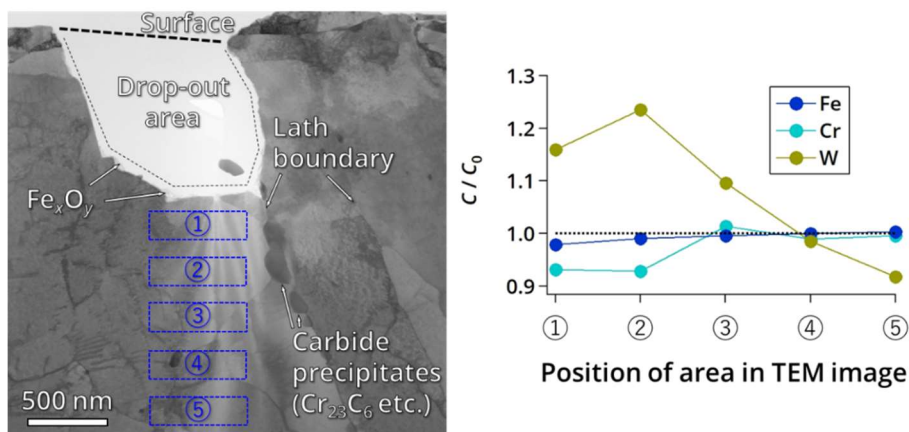 Surface
Drop-out
area
Lath
boundary
FeₓOᵧ
①
②
③
④
⑤
Carbide
precipitates
(Cr₂₃C₆ etc.)
500 nm
1.3
1.2
1.1
1.0
0.9
C / C₀
Fe
Cr
W
① ② ③ ④ ⑤
Position of area in TEM image